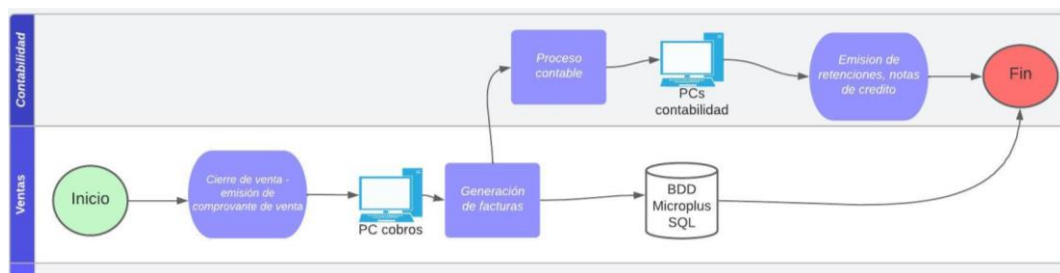 Contabilidad
Proceso
contable
PCs
contabilidad
Emision de
retenciones, notas
de credito
Fin
Ventas
Inicio
Cierre de venta -
emisión de
comprovante de venta
PC cobros
Generación
de facturas
BDD
Microplus
SQL